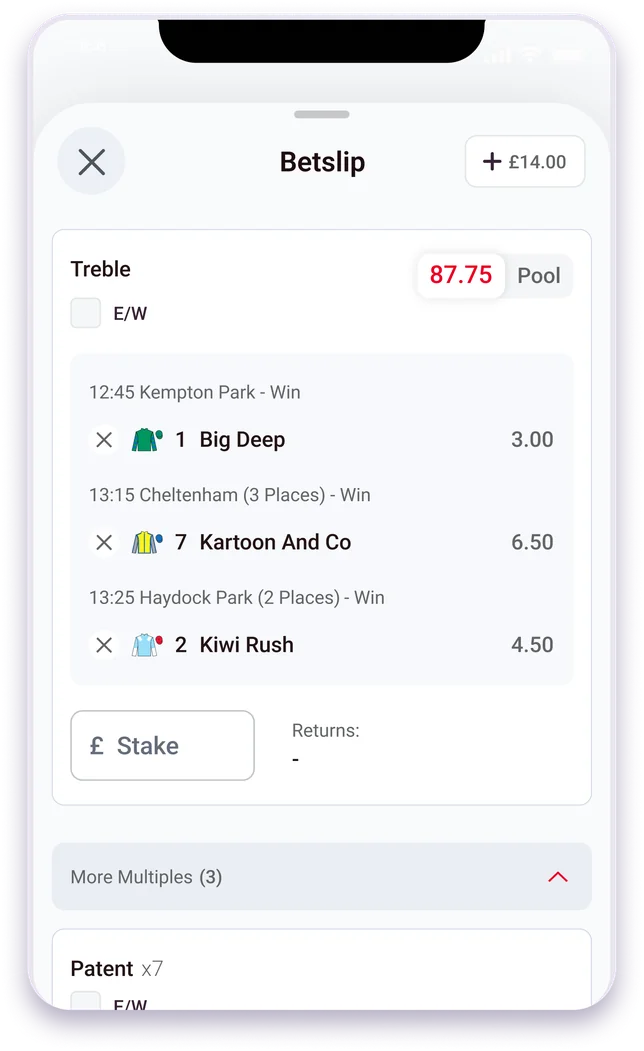 Betslip
+ £14.00
Treble
87.75 Pool
E/W
12:45 Kempton Park - Win
1 Big Deep 3.00
13:15 Cheltenham (3 Places) - Win
7 Kartoon And Co 6.50
13:25 Haydock Park (2 Places) - Win
2 Kiwi Rush 4.50
£ Stake
Returns:
-
More Multiples (3)
Patent x7
E/W